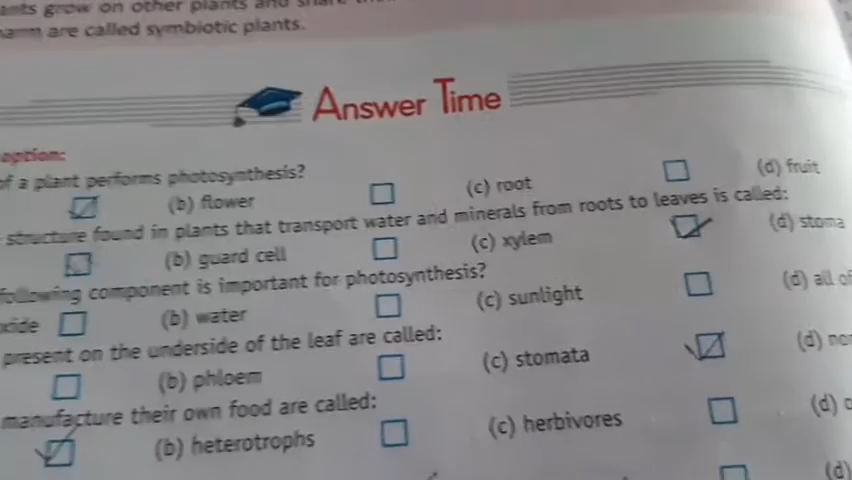 ants grow on other plants and share
are called symbiotic plants.
Answer Time
option:
of a plant performs photosynthesis?
(b) flower (c) root (d) fruit
structure found in plants that transport water and minerals from roots to leaves is called:
(b) guard cell (c) xylem (d) stoma
following component is important for photosynthesis?
xide (b) water (c) sunlight (d) all of
present on the underside of the leaf are called:
(b) phloem (c) stomata (d)
manufacture their own food are called:
(b) heterotrophs (c) herbivores (d)
(d)